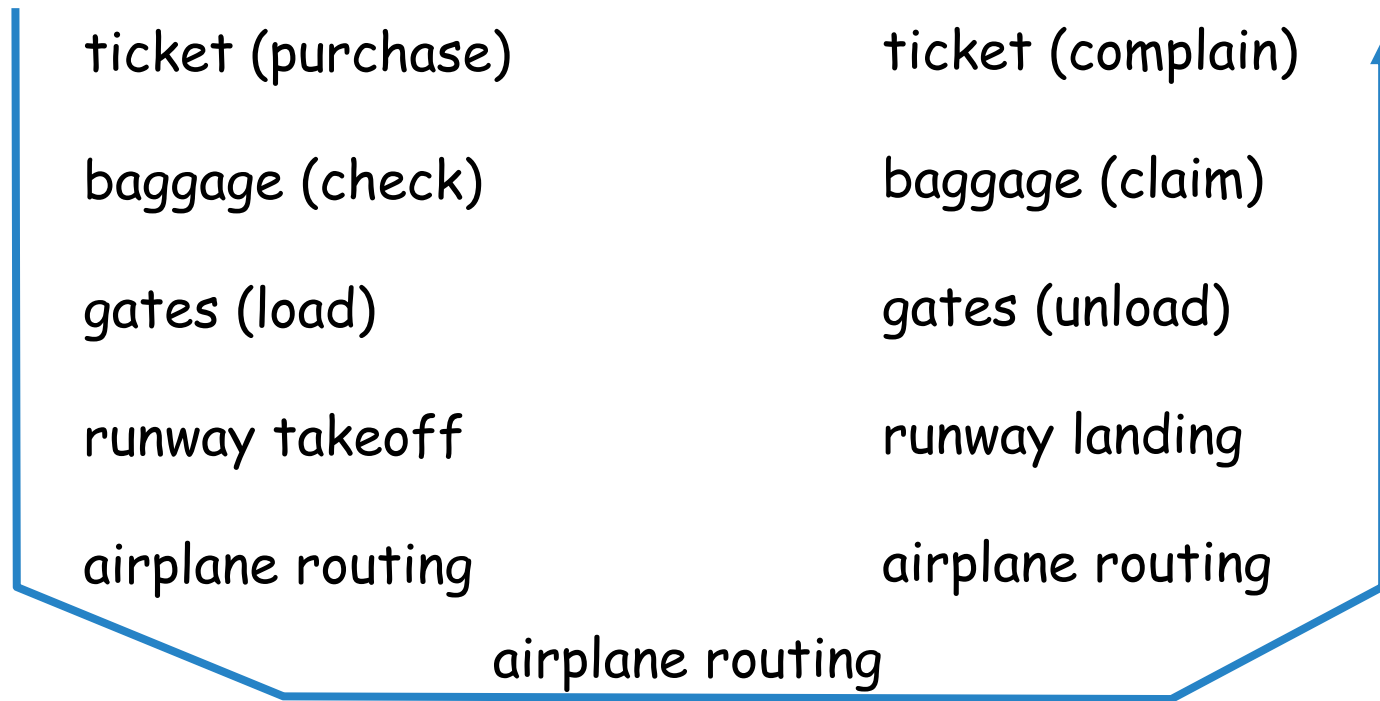 ticket (purchase)
baggage (check)
gates (load)
runway takeoff
airplane routing
ticket (complain)
baggage (claim)
gates (unload)
runway landing
airplane routing
airplane routing